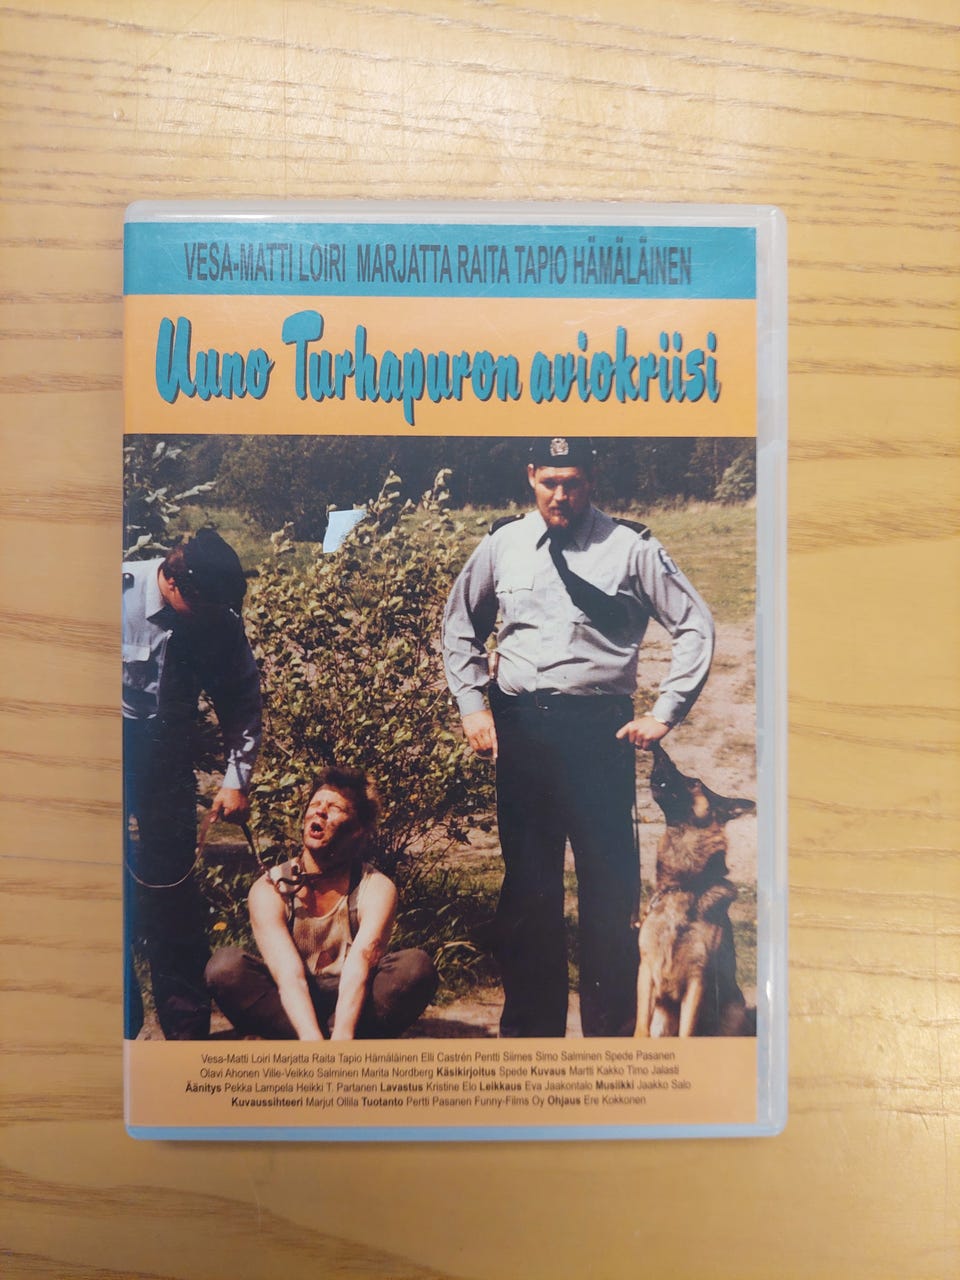 VESA-MATTI LOIRI MARJATTA RAITA TAPIO HÄMÄLÄINEN
Uuno Turhapuron aviokriisi
Vesa-Matti Loiri Marjatta Raita Tapio Hämäläinen Elli Castrén Pentti Siimes Simo Salminen Spede Pasanen
Olavi Ahonen Ville-Veikko Salminen Marita Nordberg Käsikirjoitus Spede Kuvaus Martti Kakko Timo Jalasti
Äänitys Pekka Lampela Heikki T. Partanen Lavastus Kristine Elo Leikkaus Eva Jaakontalo Musiikki Jaakko Salo
Kuvaussihteeri Marjut Ollila Tuotanto Pertti Pasanen Funny-Films Oy Ohjaus Ere Kokkonen